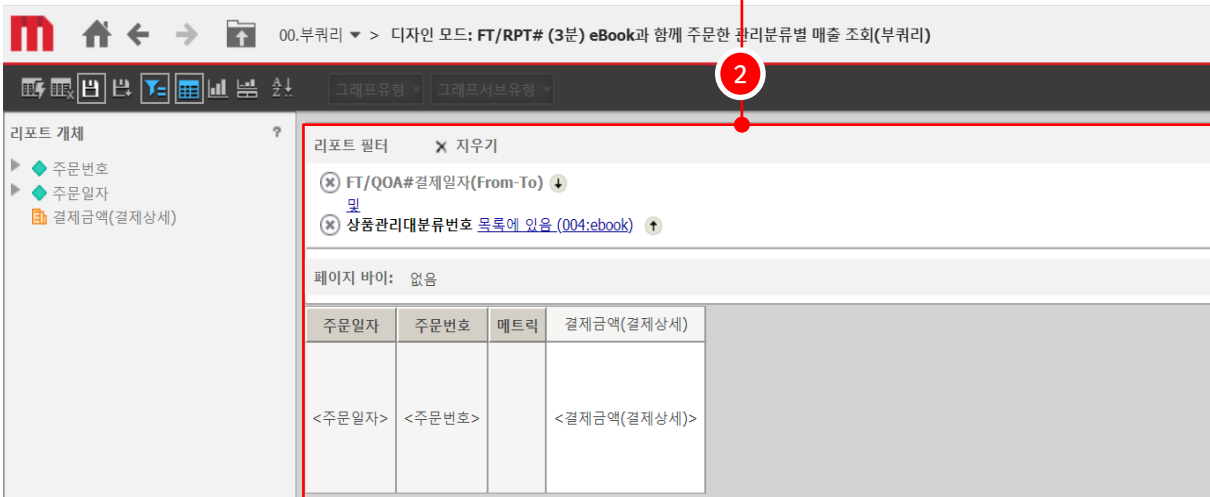 00.부쿼리 ▼ > 디자인 모드: FT/RPT# (3분) eBook과 함께 주문한 관리분류별 매출 조회(부쿼리)
2
그래프유형 그래프서브유형
리포트 개체 ?
주문번호
주문일자
결제금액(결제상세)
리포트 필터 지우기
FT/QOA#결제일자(From-To)
및
상품관리대분류번호 목록에 있음 (004:ebook)
페이지 바이: 없음
주문일자 주문번호 메트릭 결제금액(결제상세)
<주문일자> <주문번호> <결제금액(결제상세)>